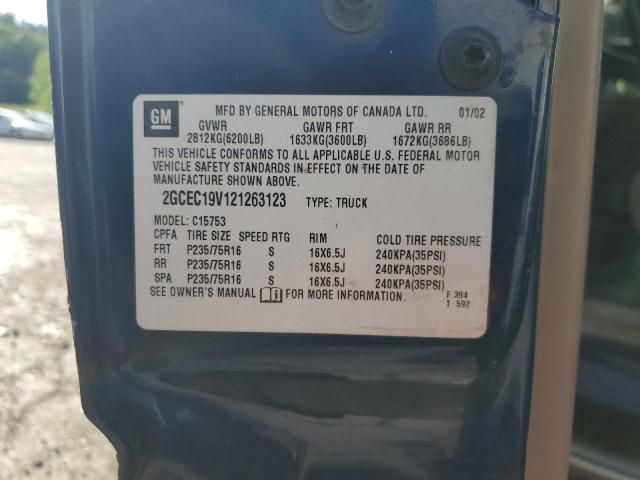 GM
MFD BY GENERAL MOTORS OF CANADA LTD. 01/02
GVWR GAWR FRT GAWR RR
2812KG(6200LB) 1633KG(3600LB) 1672KG(3686LB)
THIS VEHICLE CONFORMS TO ALL APPLICABLE U.S. FEDERAL MOTOR
VEHICLE SAFETY STANDARDS IN EFFECT ON THE DATE OF
MANUFACTURE SHOWN ABOVE.
2GCEC19V121263123 TYPE: TRUCK
MODEL: C15753
CPFA TIRE SIZE SPEED RTG RIM COLD TIRE PRESSURE
FRT P235/75R16 S 16X6.5J 240KPA(35PSI)
RR P235/75R16 S 16X6.5J 240KPA(35PSI)
SPA P235/75R16 S 16X6.5J 240KPA(35PSI)
SEE OWNER'S MANUAL FOR MORE INFORMATION.
F 394
T 592